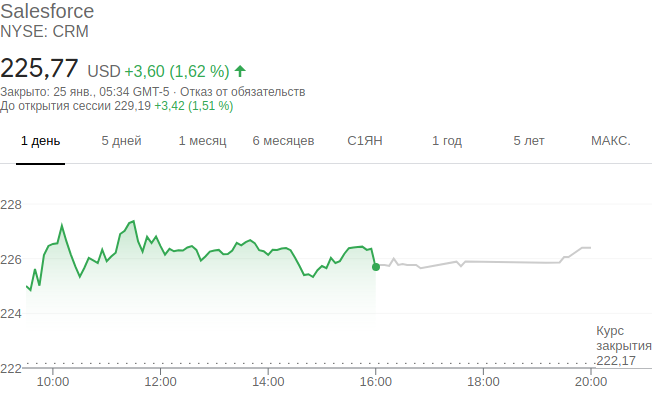 Salesforce
NYSE: CRM
225,77 USD +3,60 (1,62 %)
Закрыто: 25 янв., 05:34 GMT-5 · Отказ от обязательств
До открытия сессии 229,19 +3,42 (1,51 %)
1 день 5 дней 1 месяц 6 месяцев С1ЯН 1 год 5 лет МАКС.
228
226
224
Курс
закрытия
222,17
222
10:00 12:00 14:00 16:00 18:00 20:00